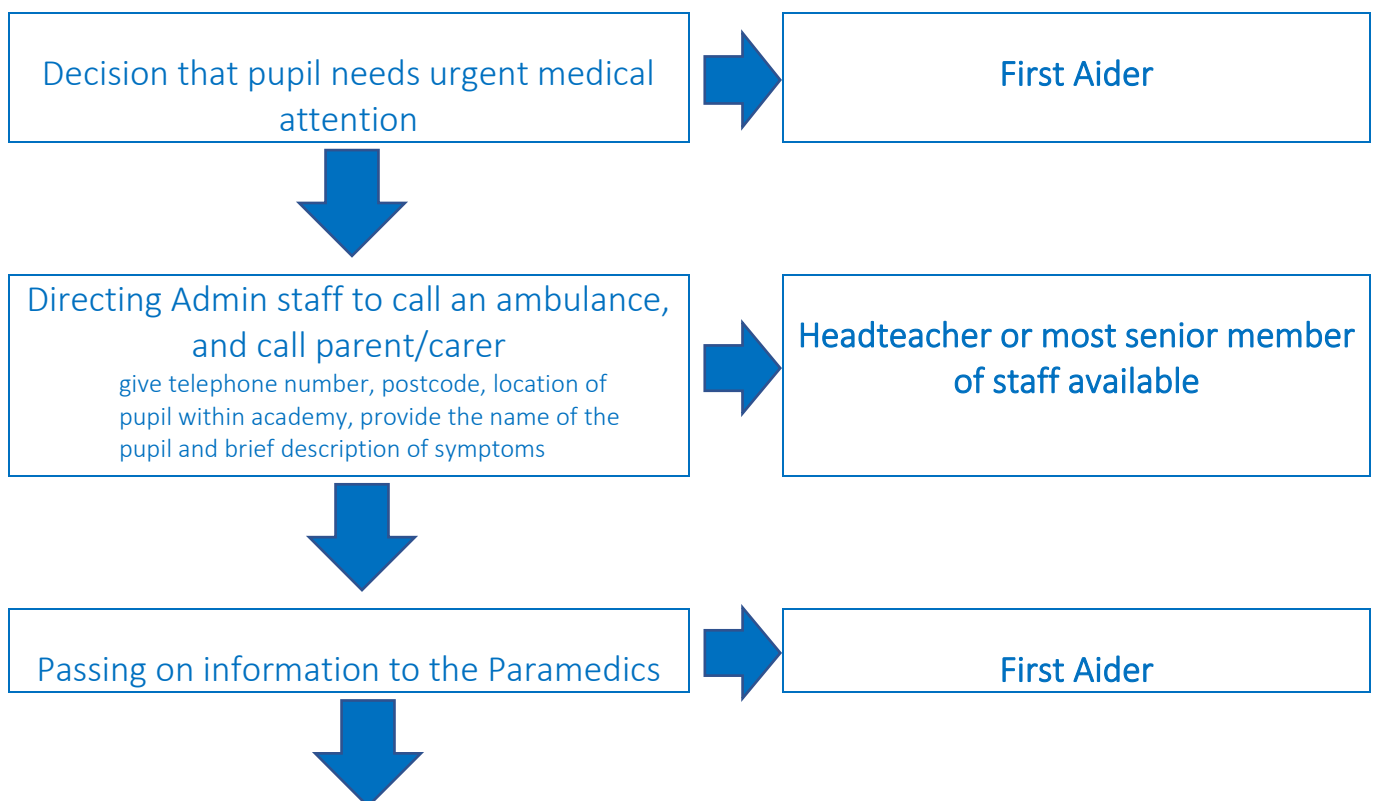 Decision that pupil needs urgent medical
attention
First Aider
Directing Admin staff to call an ambulance,
and call parent/carer
give telephone number, postcode, location of
pupil within academy, provide the name of the
pupil and brief description of symptoms
Headteacher or most senior member
of staff available
Passing on information to the Paramedics
First Aider